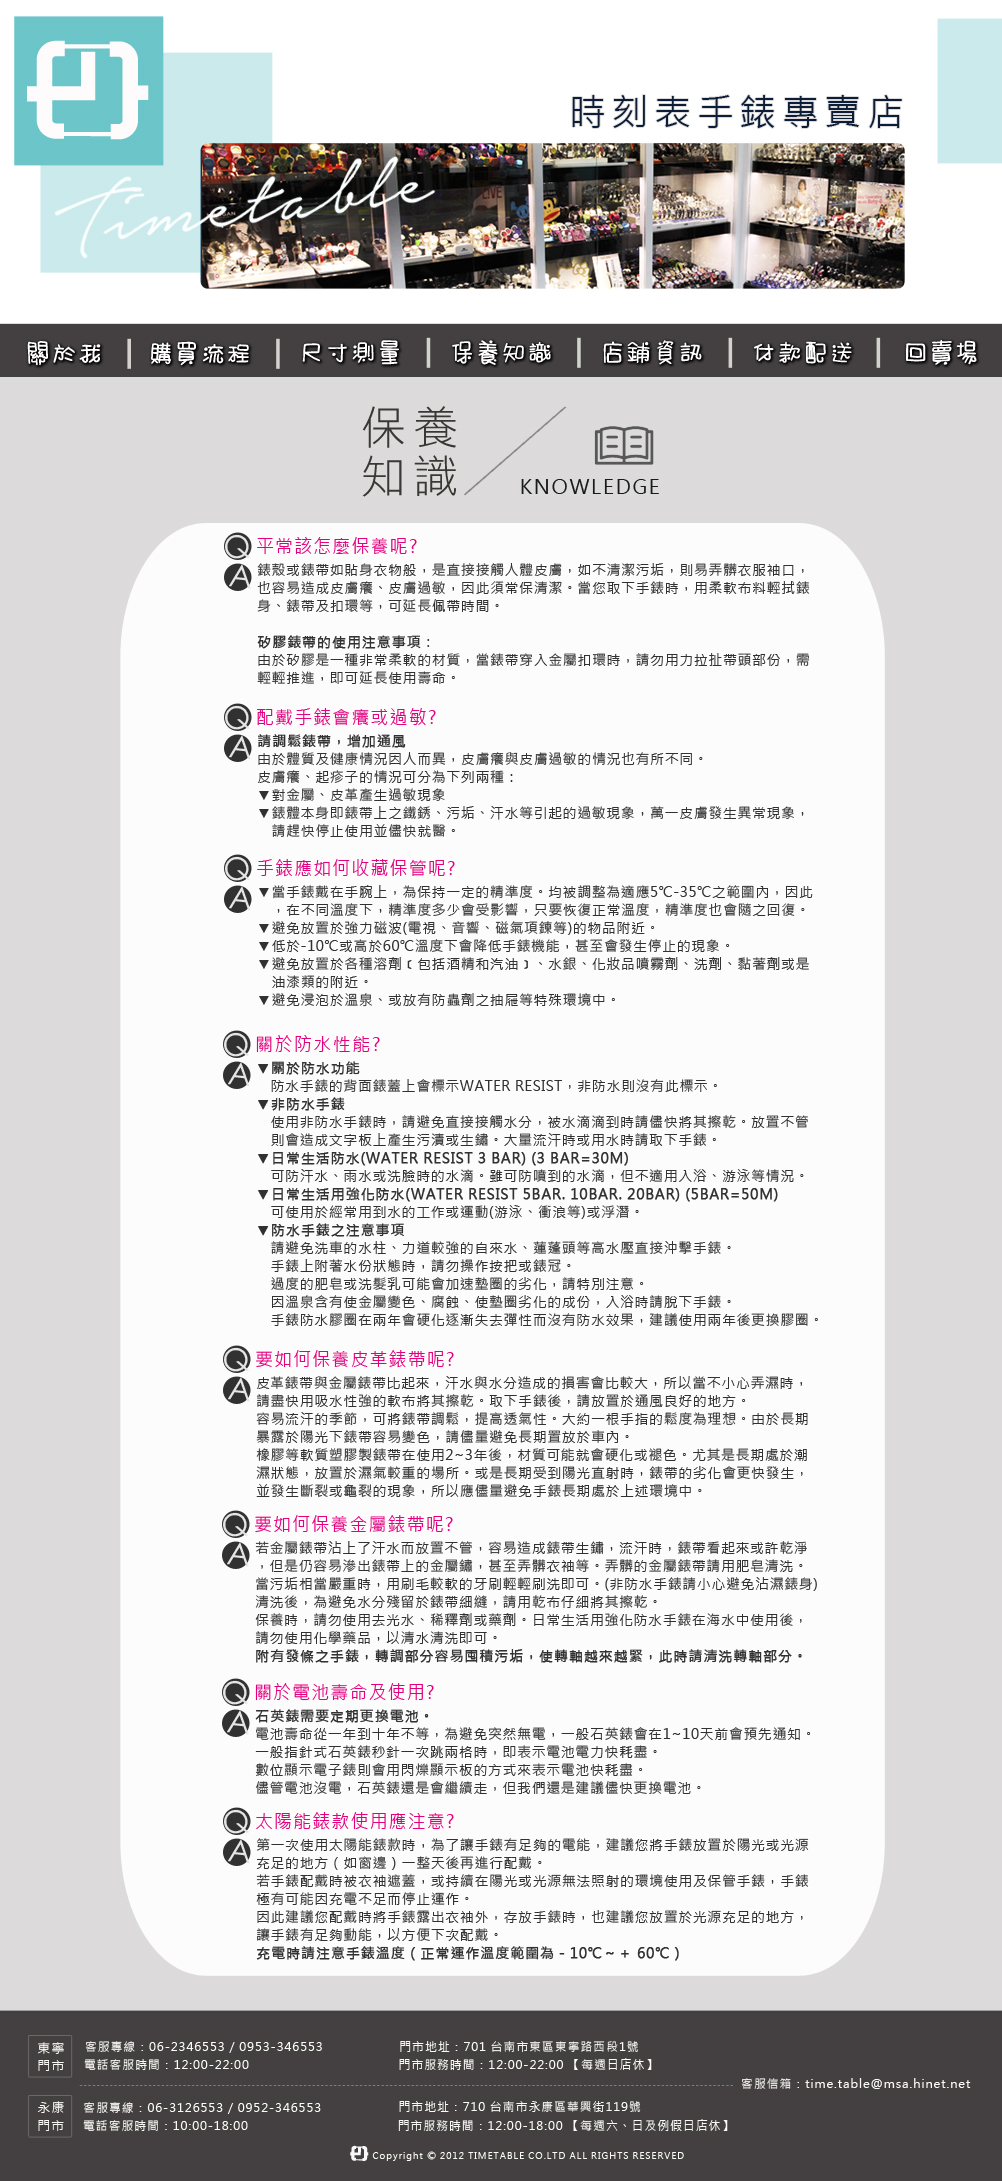 時刻表手錶專賣店
Timetable
關於我 | 購買流程 | 尺寸測量 | 保養知識 | 店鋪資訊 | 付款配送 | 回賣場
保養
知識
KNOWLEDGE
Q 平常該怎麼保養呢?
A 錶殼或錶帶如貼身衣物般，是直接接觸人體皮膚，如不清潔污垢，則易弄髒衣服袖口，
也容易造成皮膚癢、皮膚過敏，因此須常保清潔。當您取下手錶時，用柔軟布料輕拭錶
身、錶帶及扣環等，可延長佩帶時間。
矽膠錶帶的使用注意事項：
由於矽膠是一種非常柔軟的材質，當錶帶穿入金屬扣環時，請勿用力拉扯帶頭部份，需
輕輕推進，即可延長使用壽命。
Q 配戴手錶會癢或過敏?
A 請調鬆錶帶，增加通風
由於體質及健康情況因人而異，皮膚癢與皮膚過敏的情況也有所不同。
皮膚癢、起疹子的情況可分為下列兩種：
▼對金屬、皮革產生過敏現象
▼錶體本身即錶帶上之鐵銹、污垢、汗水等引起的過敏現象，萬一皮膚發生異常現象，
請趕快停止使用並儘快就醫。
Q 手錶應如何收藏保管呢?
A ▼當手錶戴在手腕上，為保持一定的精準度。均被調整為適應5℃-35℃之範圍內，因此
，在不同溫度下，精準度多少會受影響，只要恢復正常溫度，精準度也會隨之回復。
▼避免放置於強力磁波(電視、音響、磁氣項鍊等)的物品附近。
▼低於-10℃或高於60℃溫度下會降低手錶機能，甚至會發生停止的現象。
▼避免放置於各種溶劑﹝包括酒精和汽油﹞、水銀、化妝品噴霧劑、洗劑、黏著劑或是
油漆類的附近。
▼避免浸泡於溫泉、或放有防蟲劑之抽屜等特殊環境中。
Q 關於防水性能?
A ▼關於防水功能
防水手錶的背面錶蓋上會標示WATER RESIST，非防水則沒有此標示。
▼非防水手錶
使用非防水手錶時，請避免直接接觸水分，被水滴滴到時請儘快將其擦乾。放置不管
則會造成文字板上產生污漬或生鏽。大量流汗時或用水時請取下手錶。
▼日常生活防水(WATER RESIST 3 BAR) (3 BAR=30M)
可防汗水、雨水或洗臉時的水滴。雖可防噴到的水滴，但不適用入浴、游泳等情況。
▼日常生活用強化防水(WATER RESIST 5BAR. 10BAR. 20BAR) (5BAR=50M)
可使用於經常用到水的工作或運動(游泳、衝浪等)或浮潛。
▼防水手錶之注意事項
請避免洗車的水柱、力道較強的自來水、蓮蓬頭等高水壓直接沖擊手錶。
手錶上附著水份狀態時，請勿操作按把或錶冠。
過度的肥皂或洗髮乳可能會加速墊圈的劣化，請特別注意。
因溫泉含有使金屬變色、腐蝕、使墊圈劣化的成份，入浴時請脫下手錶。
手錶防水膠圈在兩年會硬化逐漸失去彈性而沒有防水效果，建議使用兩年後更換膠圈。
Q 要如何保養皮革錶帶呢?
A 皮革錶帶與金屬錶帶比起來，汗水與水分造成的損害會比較大，所以當不小心弄濕時，
請盡快用吸水性強的軟布將其擦乾。取下手錶後，請放置於通風良好的地方。
容易流汗的季節，可將錶帶調鬆，提高透氣性。大約一根手指的鬆度為理想。由於長期
暴露於陽光下錶帶容易變色，請儘量避免長期置放於車內。
橡膠等軟質塑膠製錶帶在使用2~3年後，材質可能就會硬化或褪色。尤其是長期處於潮
濕狀態，放置於濕氣較重的場所。或是長期受到陽光直射時，錶帶的劣化會更快發生，
並發生斷裂或龜裂的現象，所以應儘量避免手錶長期處於上述環境中。
Q 要如何保養金屬錶帶呢?
A 若金屬錶帶沾上了汗水而放置不管，容易造成錶帶生鏽，流汗時，錶帶看起來或許乾淨
，但是仍容易滲出錶帶上的金屬鏽，甚至弄髒衣袖等。弄髒的金屬錶帶請用肥皂清洗。
當污垢相當嚴重時，用刷毛較軟的牙刷輕輕刷洗即可。(非防水手錶請小心避免沾濕錶身)
清洗後，為避免水分殘留於錶帶細縫，請用乾布仔細將其擦乾。
保養時，請勿使用去光水、稀釋劑或藥劑。日常生活用強化防水手錶在海水中使用後，
請勿使用化學藥品，以清水清洗即可。
附有發條之手錶，轉調部分容易囤積污垢，使轉軸越來越緊，此時請清洗轉軸部分。
Q 關於電池壽命及使用?
A 石英錶需要定期更換電池。
電池壽命從一年到十年不等，為避免突然無電，一般石英錶會在1~10天前會預先通知。
一般指針式石英錶秒針一次跳兩格時，即表示電池電力快耗盡。
數位顯示電子錶則會用閃爍顯示板的方式來表示電池快耗盡。
儘管電池沒電，石英錶還是會繼續走，但我們還是建議儘快更換電池。
Q 太陽能錶款使用應注意?
A 第一次使用太陽能錶款時，為了讓手錶有足夠的電能，建議您將手錶放置於陽光或光源
充足的地方（如窗邊）一整天後再進行配戴。
若手錶配戴時被衣袖遮蓋，或持續在陽光或光源無法照射的環境使用及保管手錶，手錶
極有可能因充電不足而停止運作。
因此建議您配戴時將手錶露出衣袖外，存放手錶時，也建議您放置於光源充足的地方，
讓手錶有足夠動能，以方便下次配戴。
充電時請注意手錶溫度（正常運作溫度範圍為 - 10℃ ~ + 60℃）
東寧門市 客服專線：06-2346553 / 0953-346553 門市地址：701 台南市東區東寧路西段1號
電話客服時間：12:00-22:00 門市服務時間：12:00-22:00【每週日店休】
客服信箱：time.table@msa.hinet.net
永康門市 客服專線：06-3126553 / 0952-346553 門市地址：710 台南市永康區華興街119號
電話客服時間：10:00-18:00 門市服務時間：12:00-18:00【每週六、日及例假日店休】
Copyright © 2012 TIMETABLE CO.LTD ALL RIGHTS RESERVED